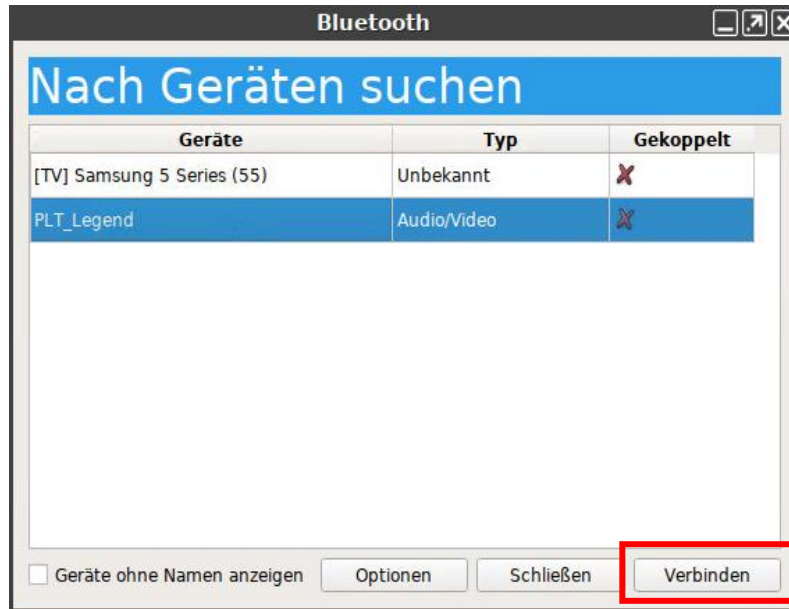 Bluetooth
Nach Geräten suchen
Geräte Typ Gekoppelt
[TV] Samsung 5 Series (55) Unbekannt
PLT_Legend Audio/Video
Geräte ohne Namen anzeigen Optionen Schließen Verbinden